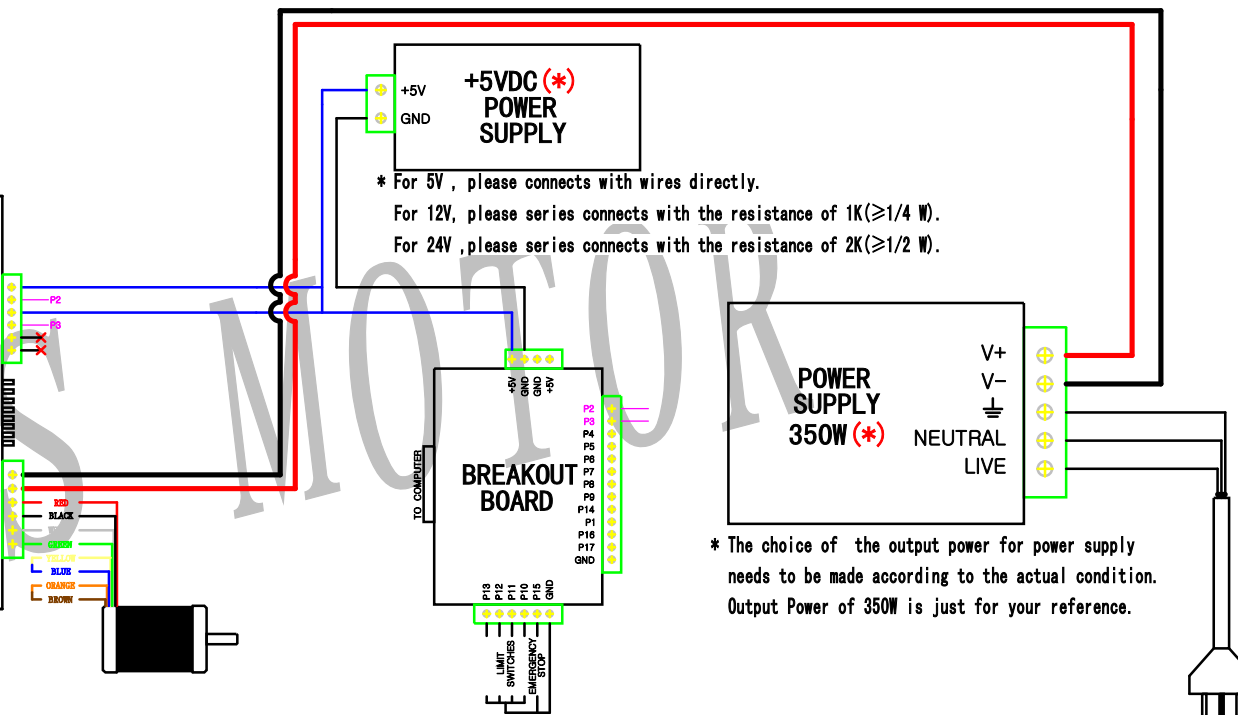 +5V
GND
+5VDC(*)
POWER
SUPPLY
* For 5V , please connects with wires directly.
For 12V, please series connects with the resistance of 1K(≥1/4 W).
For 24V ,please series connects with the resistance of 2K(≥1/2 W).
S MOTOR
P2
P3
RED
BLACK
GREEN
YELLOW
BLUE
ORANGE
BROWN
+5V
GND
GND
+5V
P2
P3
P4
P5
P6
P7
P8
P9
P14
P1
P16
P17
GND
TO COMPUTER
BREAKOUT
BOARD
P13
P12
P11
P10
P15
GND
LIMIT
SWITCHES
EMERGENCY
STOP
POWER
SUPPLY
350W(*)
V+
V-
NEUTRAL
LIVE
* The choice of the output power for power supply
needs to be made according to the actual condition.
Output Power of 350W is just for your reference.